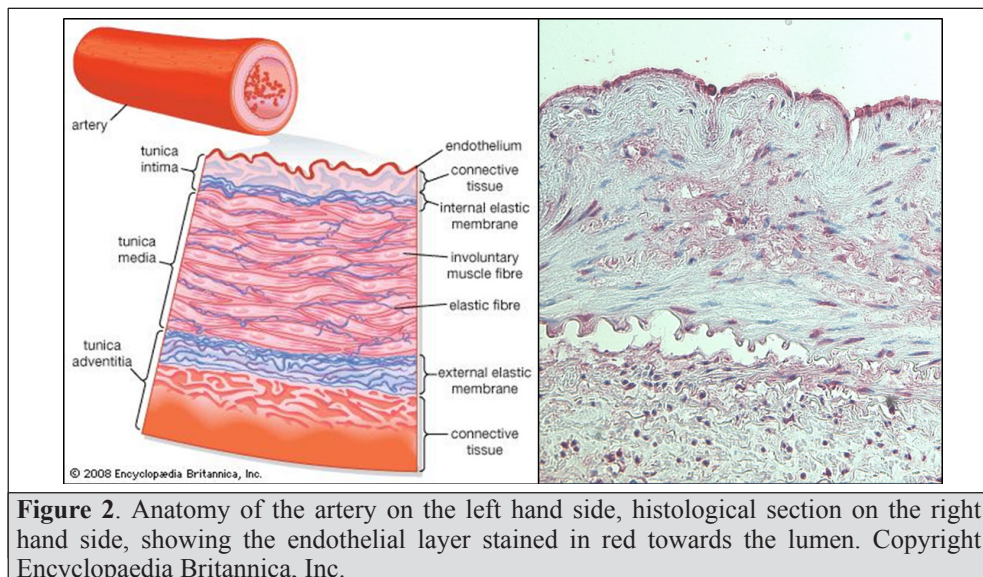 artery
tunica
intima
tunica
media
tunica
adventitia
endothelium
connective
tissue
internal elastic
membrane
involuntary
muscle fibre
elastic fibre
external elastic
membrane
connective
tissue
© 2008 Encyclopædia Britannica, Inc.
Figure 2. Anatomy of the artery on the left hand side, histological section on the right
hand side, showing the endothelial layer stained in red towards the lumen. Copyright
Encyclopaedia Britannica, Inc.